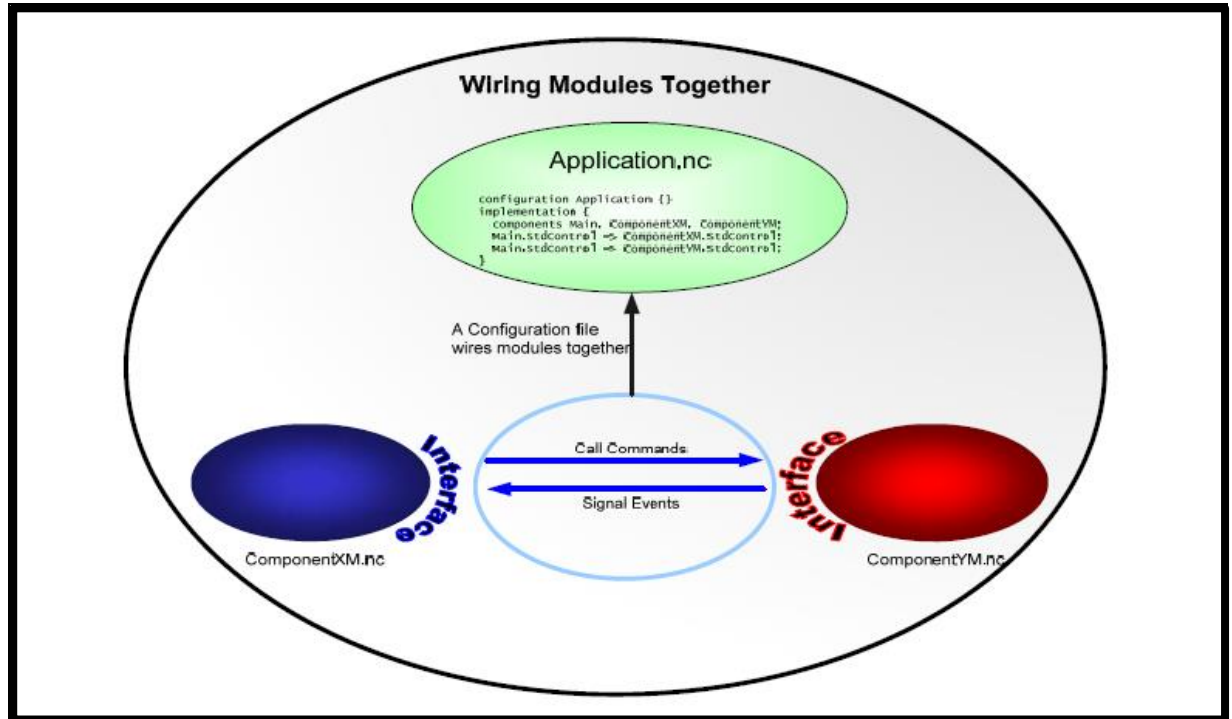 Wiring Modules Together
Application.nc
configuration Application {}
implementation {
components Main, ComponentXM, ComponentYM;
Main.StdControl -> ComponentXM.StdControl;
Main.StdControl -> ComponentYM.StdControl;
}
A Configuration file
wires modules together
Call Commands
Signal Events
Interface
Interface
ComponentXM.nc
ComponentYM.nc